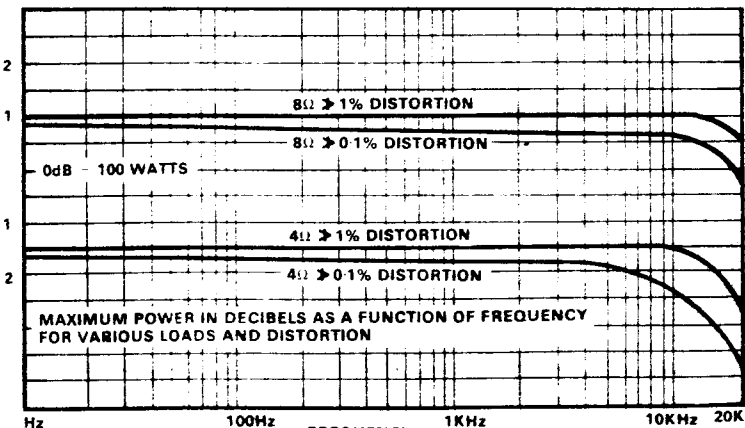 2
1
8Ω ≯ 1% DISTORTION
8Ω ≯ 0·1% DISTORTION
0dB - 100 WATTS
1
4Ω ≯ 1% DISTORTION
2
4Ω ≯ 0·1% DISTORTION
MAXIMUM POWER IN DECIBELS AS A FUNCTION OF FREQUENCY
FOR VARIOUS LOADS AND DISTORTION
Hz 100Hz 1KHz 10KHz 20K